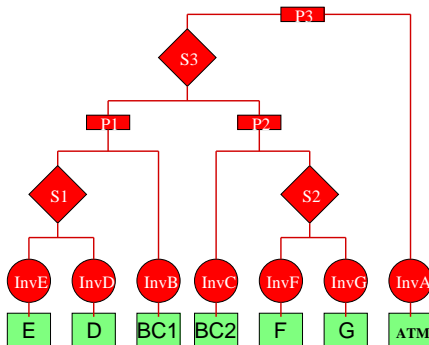 P3
S3
P1 P2
S1 S2
InvE InvD InvB InvC InvF InvG InvA
E D BC1 BC2 F G ATM